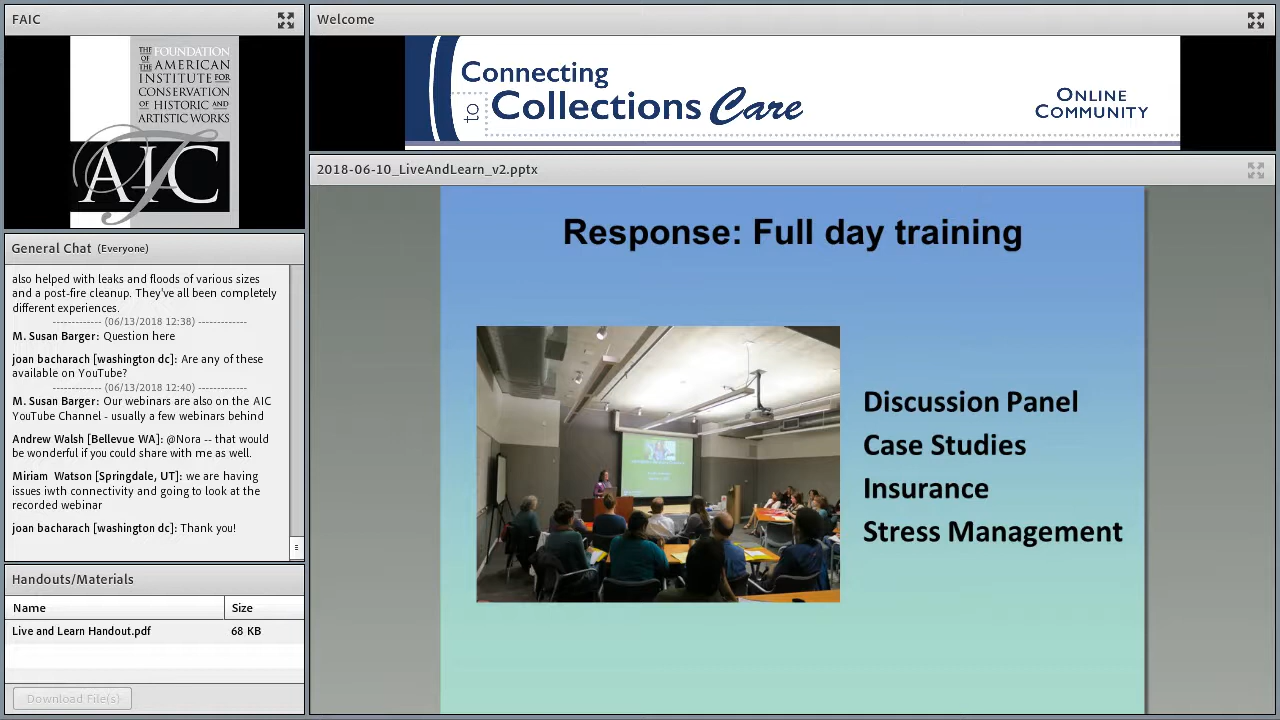 FAIC
THE FOUNDATION
OF THE AMERICAN
INSTITUTE FOR
CONSERVATION
OF HISTORIC AND
ARTISTIC WORKS
AIC
General Chat (Everyone)
also helped with leaks and floods of various sizes
and a post-fire cleanup. They've all been completely
different experiences.
------------- (06/13/2018 12:38) -------------
M. Susan Barger: Question here
joan bacharach [washington dc]: Are any of these
available on YouTube?
------------- (06/13/2018 12:40) -------------
M. Susan Barger: Our webinars are also on the AIC
YouTube Channel - usually a few webinars behind
Andrew Walsh [Bellevue WA]: @Nora -- that would
be wonderful if you could share with me as well.
Miriam Watson [Springdale, UT]: we are having
issues iwth connectivity and going to look at the
recorded webinar
joan bacharach [washington dc]: Thank you!
Handouts/Materials
Name Size
Live and Learn Handout.pdf 68 KB
Download File(s)
Welcome
Connecting
to Collections Care
ONLINE
COMMUNITY
2018-06-10_LiveAndLearn_v2.pptx
Response: Full day training
Discussion Panel
Case Studies
Insurance
Stress Management